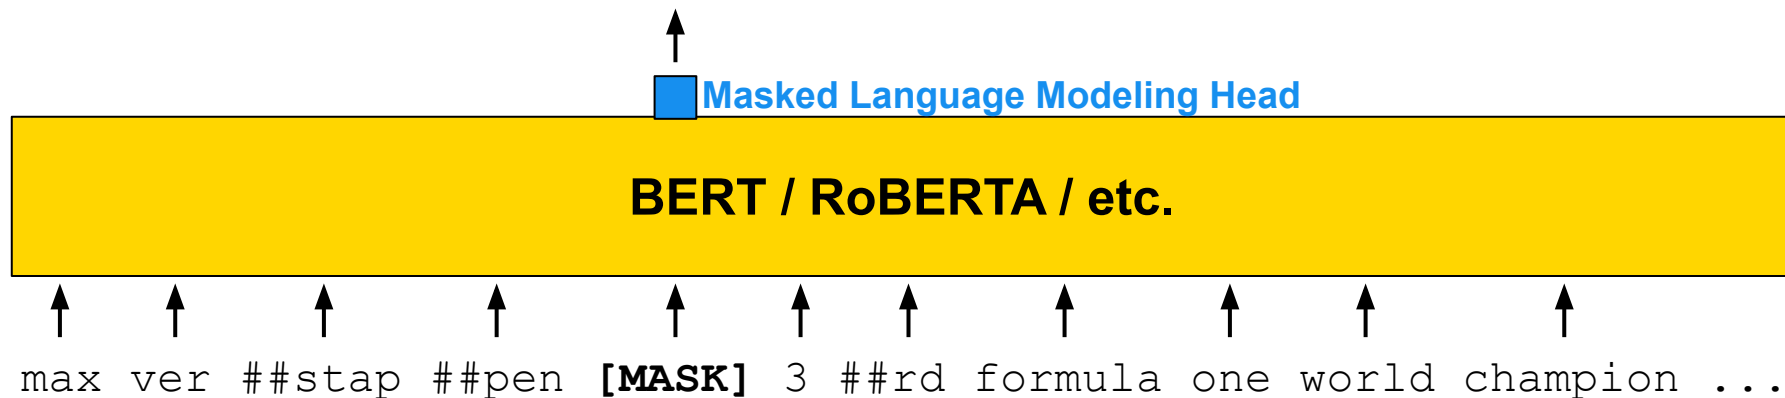 Masked Language Modeling Head
BERT / RoBERTA / etc.
max ver ##stap ##pen [MASK] 3 ##rd formula one world champion ...